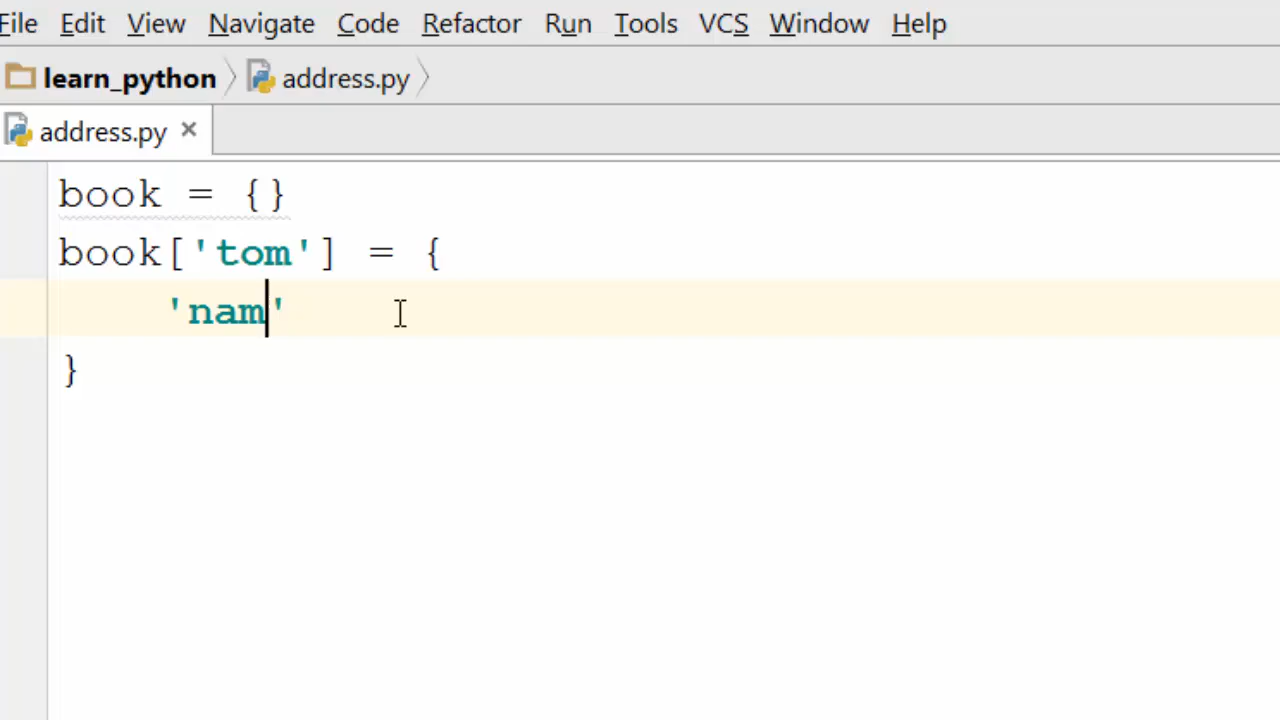 File Edit View Navigate Code Refactor Run Tools VCS Window Help
learn_python address.py
address.py
book = {}
book['tom'] = {
'nam'
}